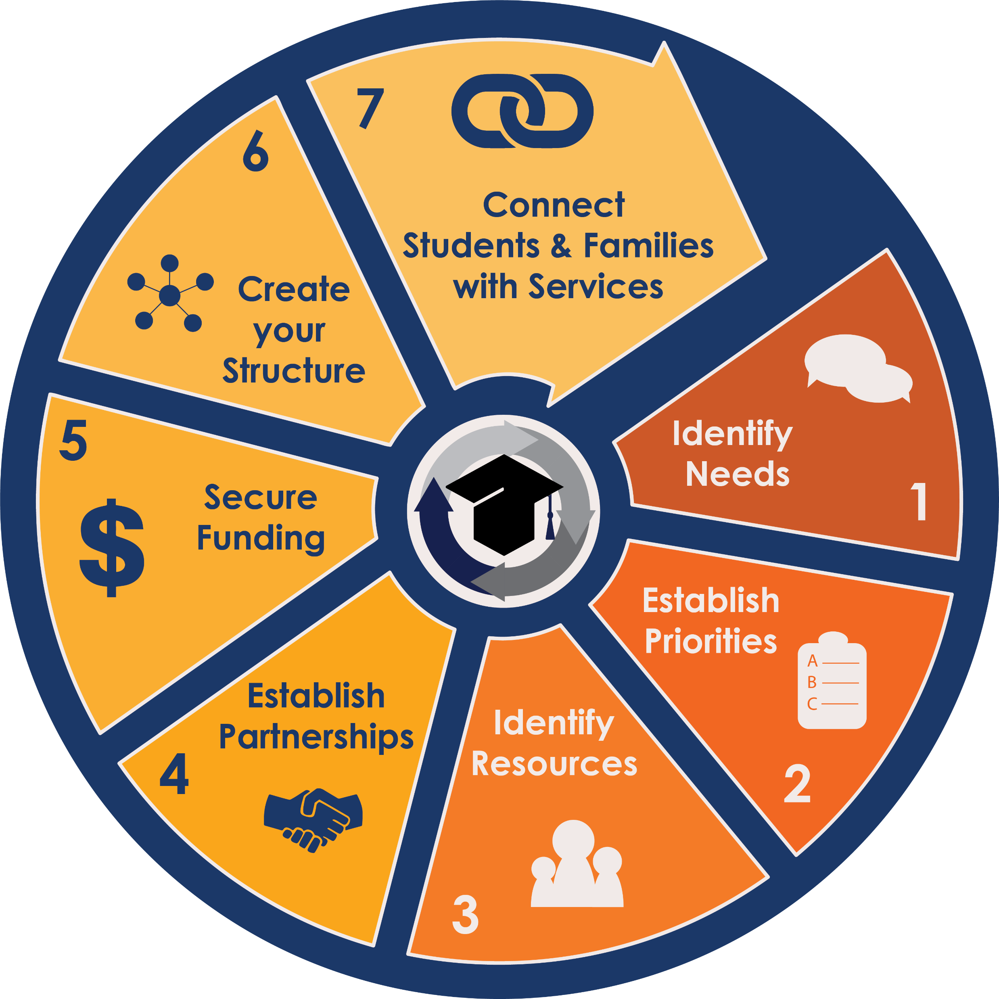 1
Identify
Needs
2
Establish
Priorities
A
B
C
3
Identify
Resources
4
Establish
Partnerships
5
$
Secure
Funding
6
Create
your
Structure
7
Connect
Students & Families
with Services